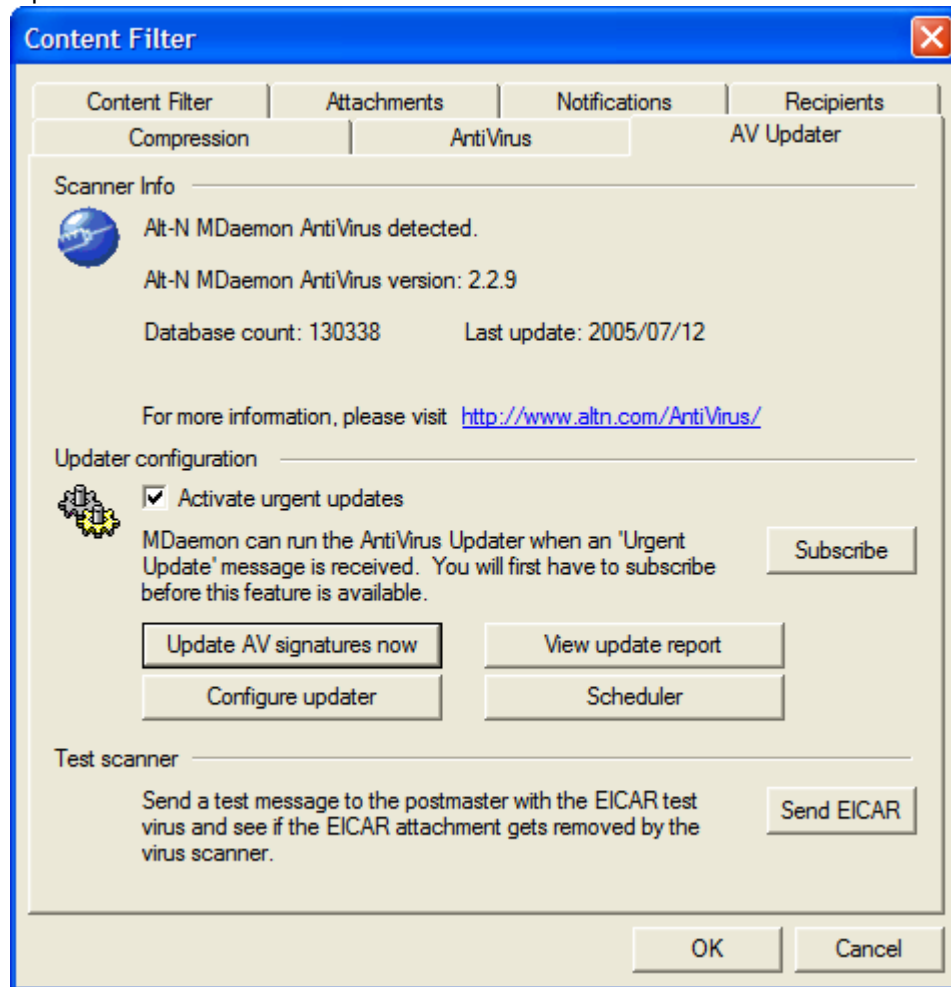 Content Filter
Content Filter
Attachments
Notifications
Recipients
Compression
AntiVirus
AV Updater
Scanner Info
Alt-N MDaemon AntiVirus detected.
Alt-N MDaemon AntiVirus version: 2.2.9
Database count: 130338 Last update: 2005/07/12
For more information, please visit http://www.altn.com/AntiVirus/
Updater configuration
Activate urgent updates
MDaemon can run the AntiVirus Updater when an "Urgent
Update" message is received. You will first have to subscribe
before this feature is available.
Subscribe
Update AV signatures now
View update report
Configure updater
Scheduler
Test scanner
Send a test message to the postmaster with the EICAR test
virus and see if the EICAR attachment gets removed by the
virus scanner.
Send EICAR
OK
Cancel